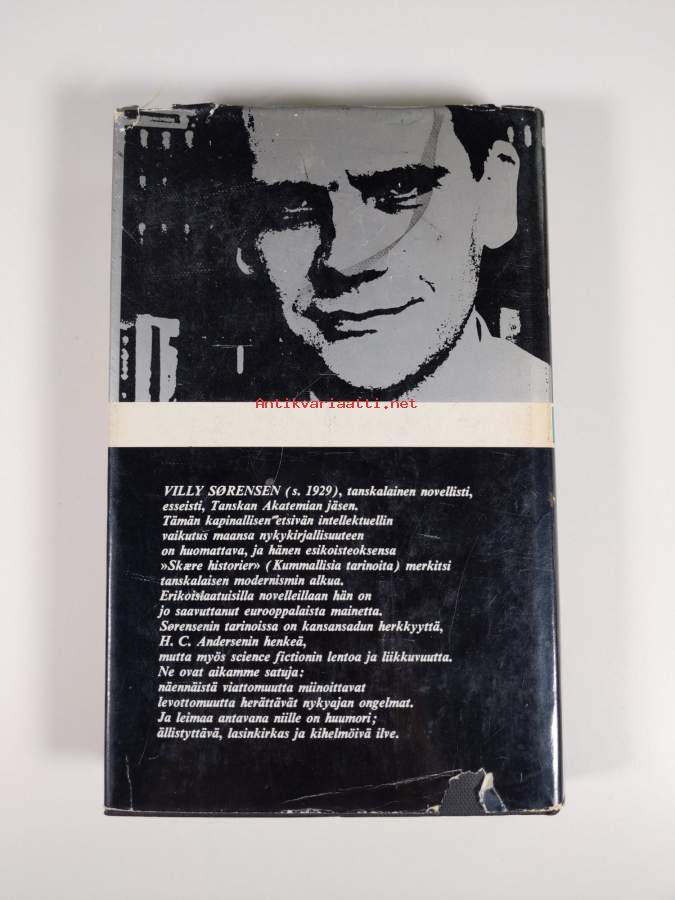 Antikvariaatti.net
VILLY SØRENSEN (s. 1929), tanskalainen novellisti,
esseisti, Tanskan Akatemian jäsen.
Tämän kapinallisen etsivän intellektuellin
vaikutus maansa nykykirjallisuuteen
on huomattava, ja hänen esikoisteoksensa
»Skære historier» (Kummallisia tarinoita) merkitsi
tanskalaisen modernismin alkua.
Erikoislaatuisilla novelleillaan hän on
jo saavuttanut eurooppalaista mainetta.
Sørensenin tarinoissa on kansansadun herkkyyttä,
H. C. Andersenin henkeä,
mutta myös science fictionin lentoa ja liikkuvuutta.
Ne ovat aikamme satuja:
näennäistä viattomuutta miinoittavat
levottomuutta herättävät nykyajan ongelmat.
Ja leimaa antavana niille on huumori;
ällistyttävä, lasinkirkas ja kihelmöivä ilve.